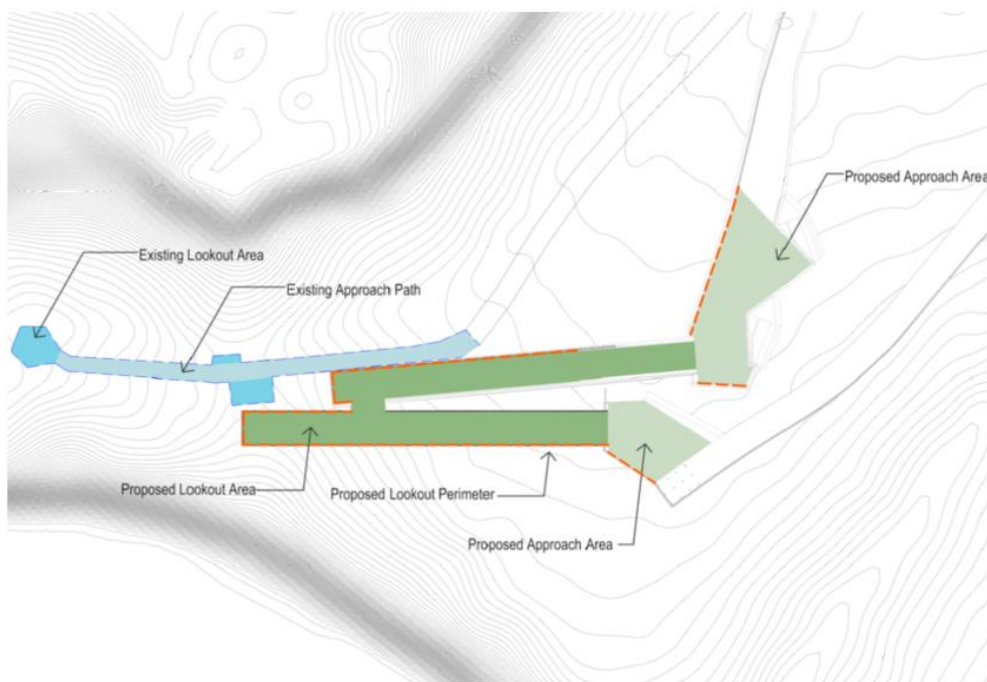 Proposed Approach Area
Existing Lookout Area
Existing Approach Path
Proposed Lookout Area
Proposed Lookout Perimeter
Proposed Approach Area